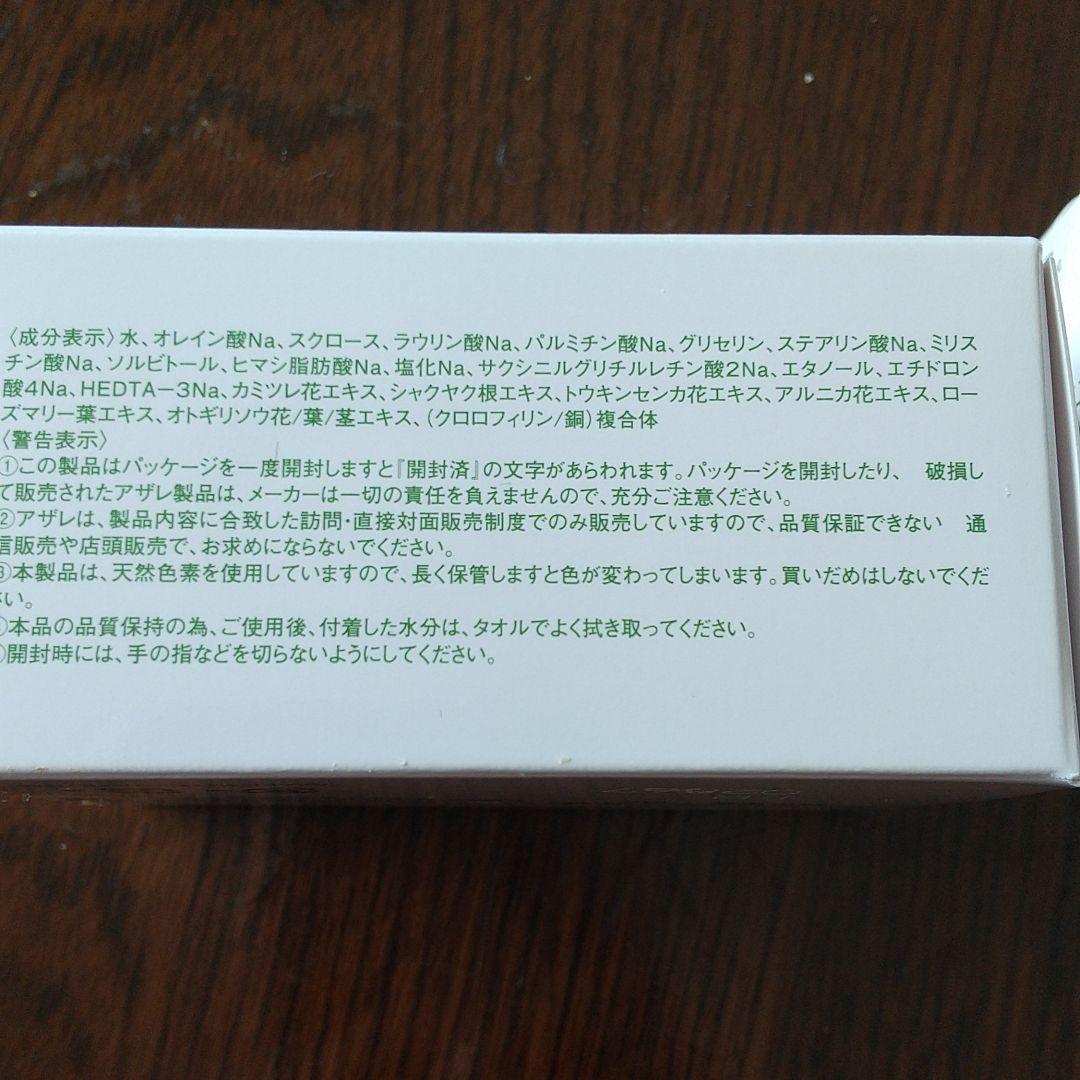 〈成分表示〉水、オレイン酸Na、スクロース、ラウリン酸Na、パルミチン酸Na、グリセリン、ステアリン酸Na、ミリス
チン酸Na、ソルビトール、ヒマシ脂肪酸Na、塩化Na、サクシニルグリチルレチン酸2Na、エタノール、エチドロン
酸4Na、HEDTA－3Na、カミツレ花エキス、シャクヤク根エキス、トウキンセンカ花エキス、アルニカ花エキス、ロー
ズマリー葉エキス、オトギリソウ花/葉/茎エキス、(クロロフィリン/銅)複合体
〈警告表示〉
①この製品はパッケージを一度開封しますと『開封済』の文字があらわれます。パッケージを開封したり、 破損し
て販売されたアザレ製品は、メーカーは一切の責任を負えませんので、充分ご注意ください。
②アザレは、製品内容に合致した訪問・直接対面販売制度でのみ販売していますので、品質保証できない 通
信販売や店頭販売で、お求めにならないでください。
③本製品は、天然色素を使用していますので、長く保管しますと色が変わってしまいます。買いだめはしないでくだ
さい。
本品の品質保持の為、ご使用後、付着した水分は、タオルでよく拭き取ってください。
開封時には、手の指などを切らないようにしてください。